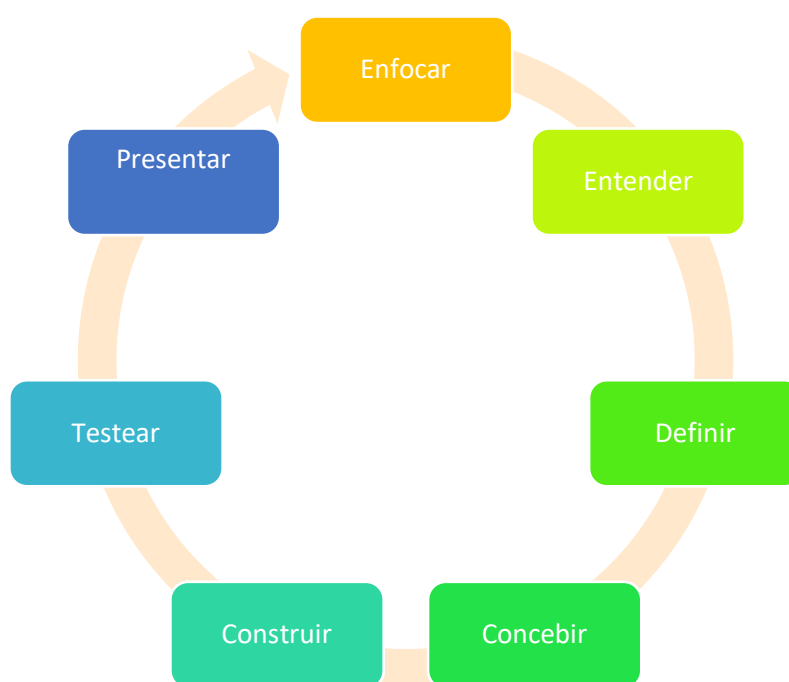 Enfocar
Entender
Definir
Concebir
Construir
Testear
Presentar